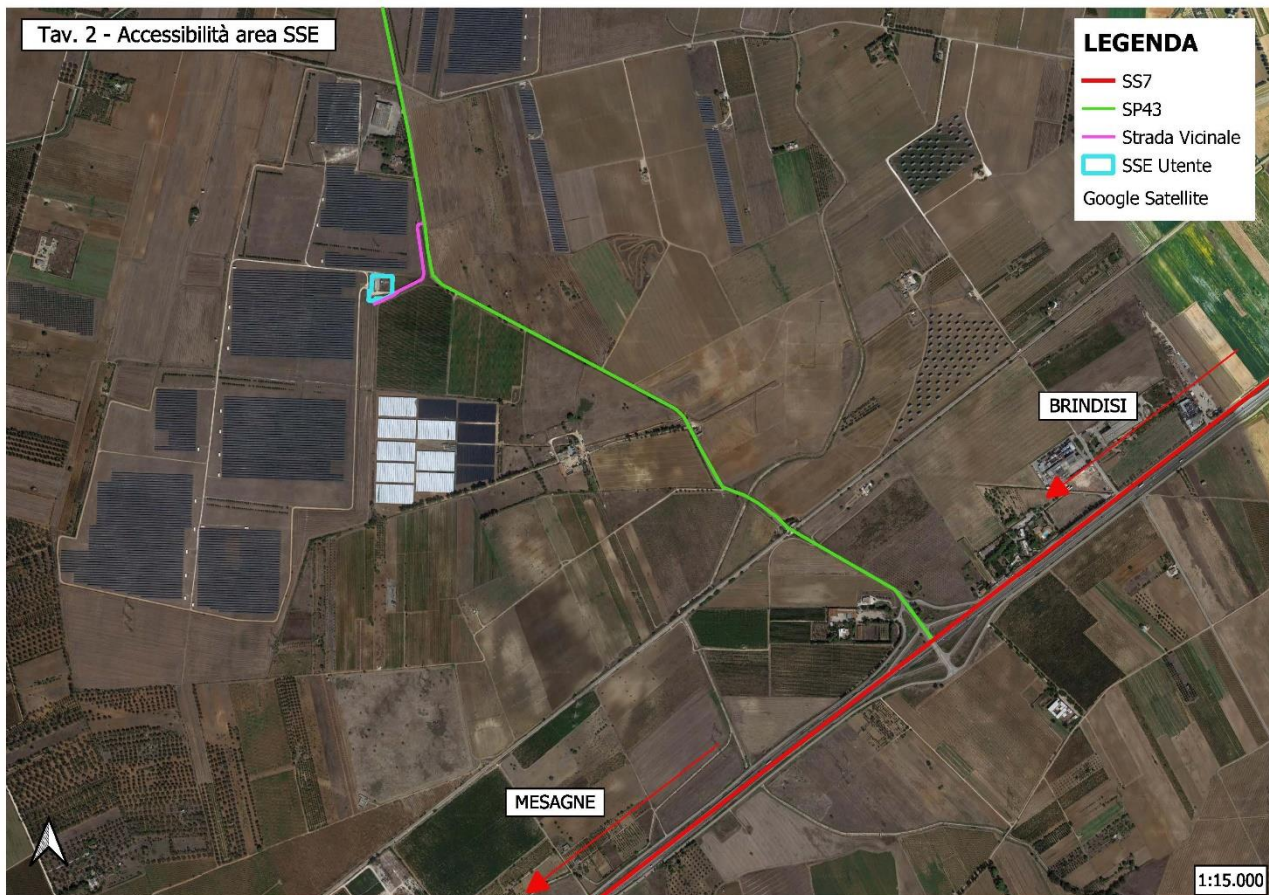 Tav. 2 - Accessibilità area SSE
LEGENDA
SS7
SP43
Strada Vicinale
SSE Utente
Google Satellite
BRINDISI
MESAGNE
1:15.000